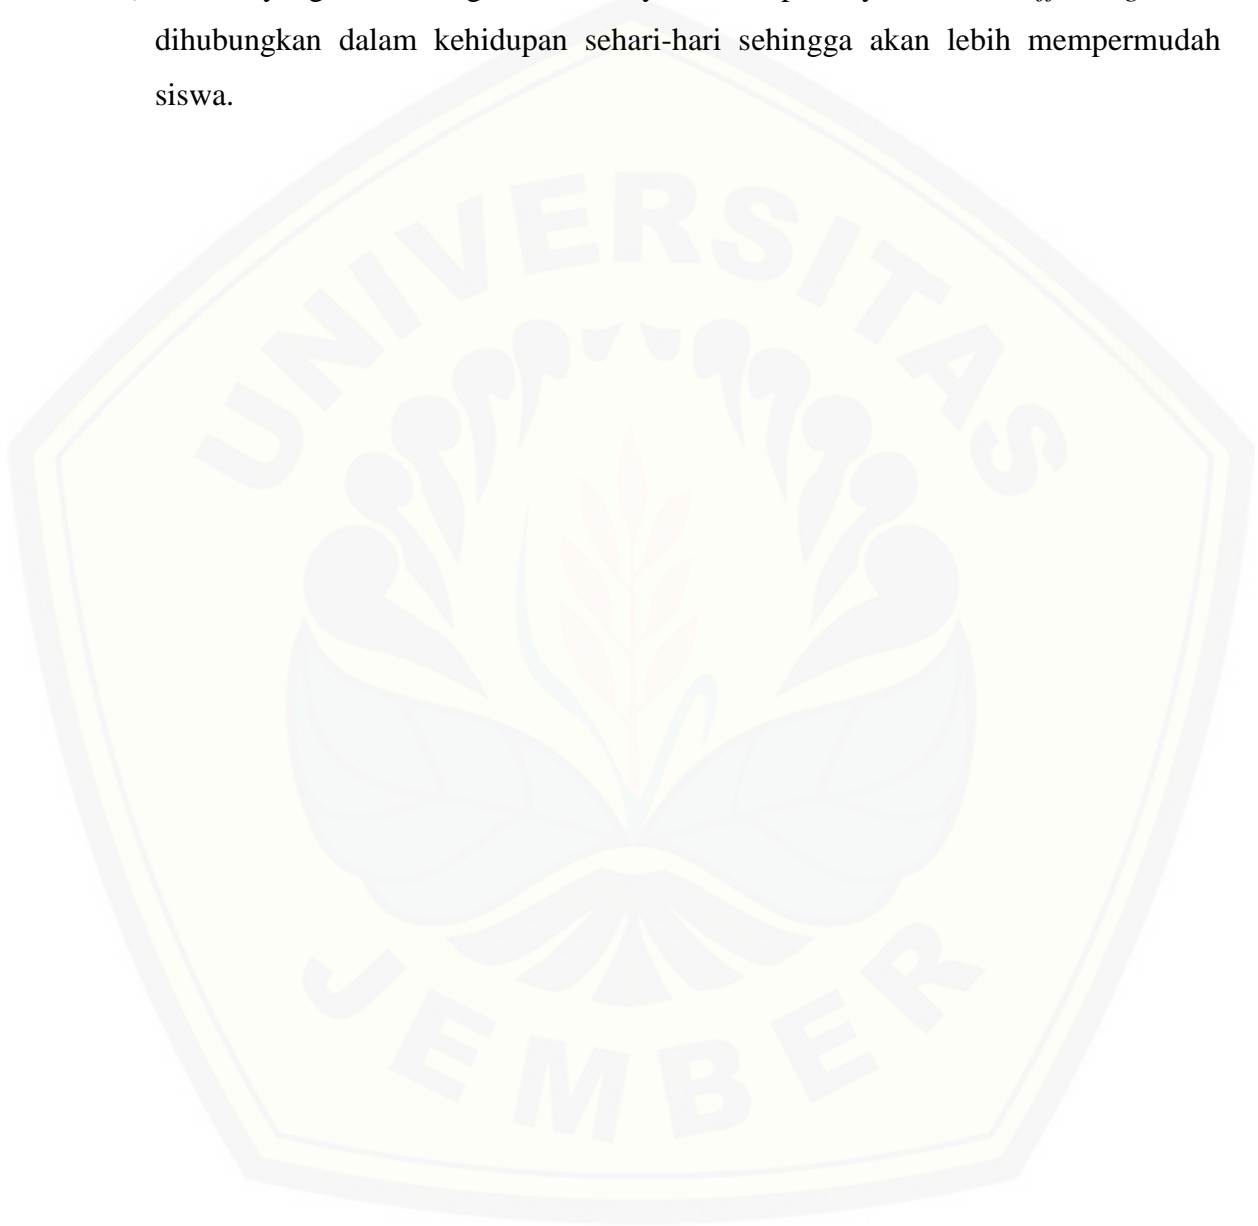 dihubungkan dalam kehidupan sehari-hari sehingga akan lebih mempermudah
siswa.
UNIVERSITAS
JEMBER